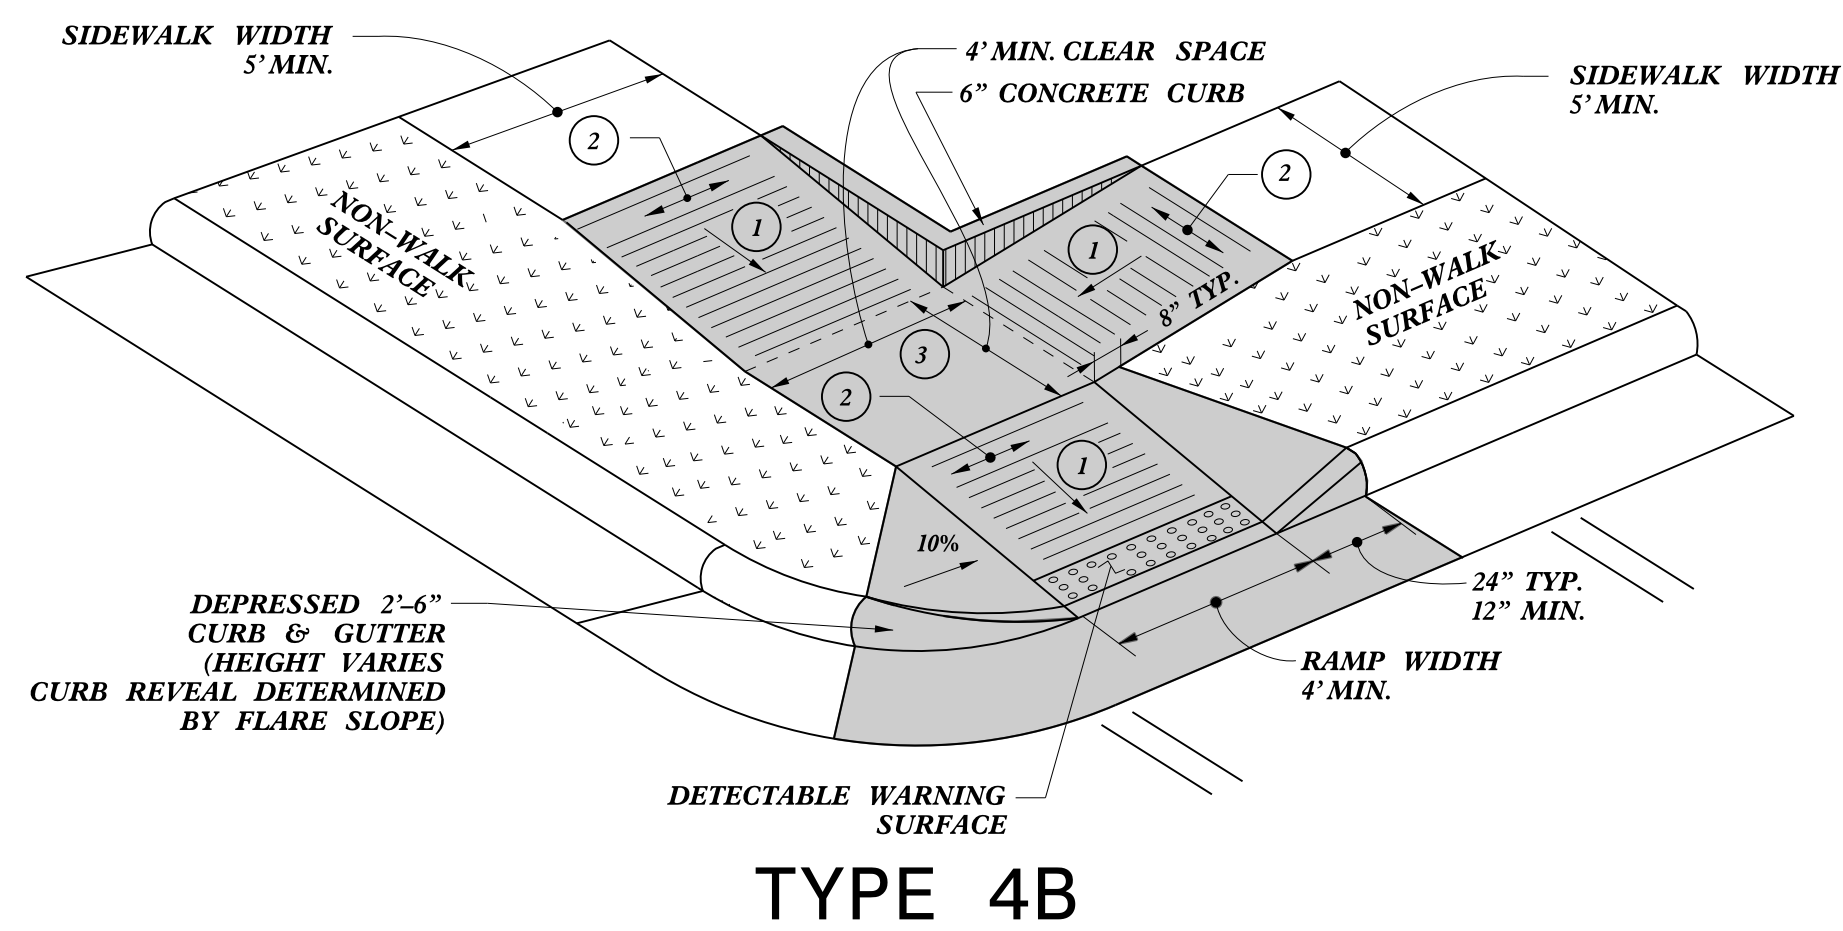 SIDEWALK WIDTH
5' MIN.
4' MIN. CLEAR SPACE
6" CONCRETE CURB
SIDEWALK WIDTH
5' MIN.
2
2
1
1
NON-WALK
SURFACE
NON-WALK
SURFACE
8" TYP.
3
2
1
10%
24" TYP.
12" MIN.
DEPRESSED 2'-6"
CURB & GUTTER
(HEIGHT VARIES
CURB REVEAL DETERMINED
BY FLARE SLOPE)
RAMP WIDTH
4' MIN.
DETECTABLE WARNING
SURFACE
TYPE 4B